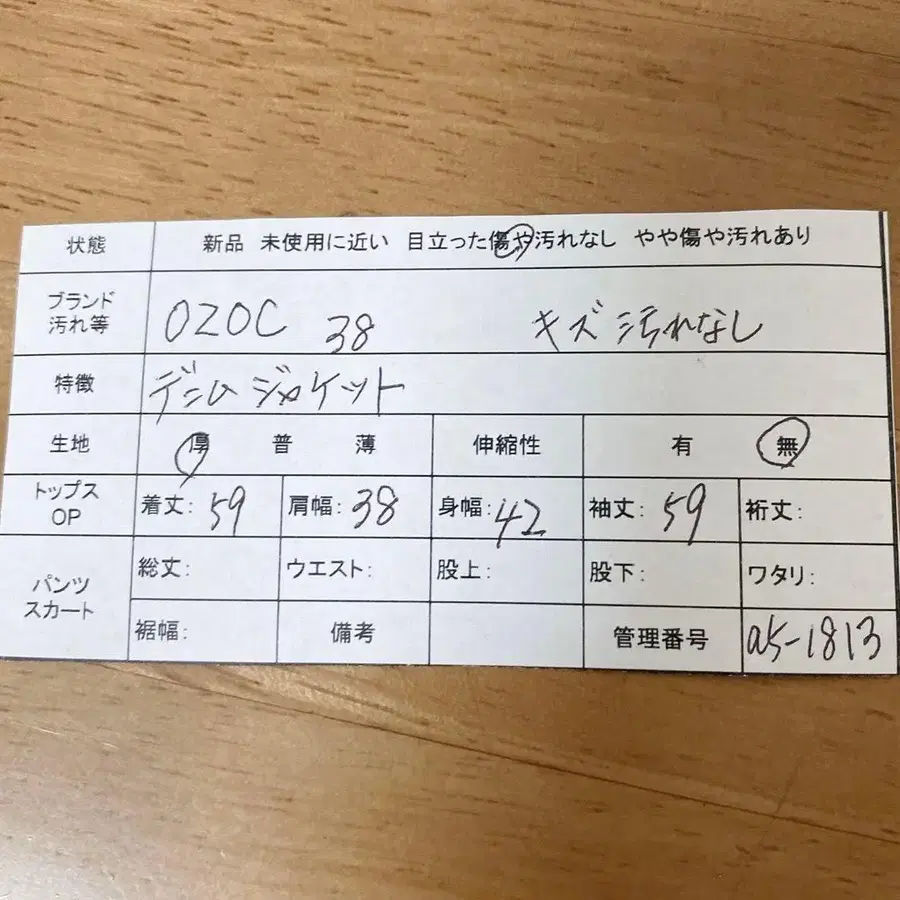 状態 新品 未使用に近い 目立った傷や汚れなし やや傷や汚れあり
ブランド
汚れ等 OZOC 38 キズ汚れなし
特徴 デニムジャケット
生地 厚 普 薄 伸縮性 有 無
トップス
OP 着丈: 59 肩幅: 38 身幅: 42 袖丈: 59 裄丈:
パンツ
スカート 総丈: ウエスト: 股上: 股下: ワタリ:
裾幅: 備考 管理番号 a5-1813